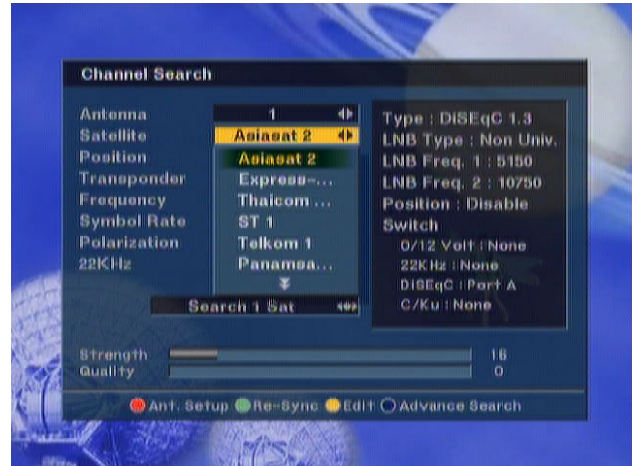 Channel Search
Antenna 1
Satellite Asiasat 2
Position Asiasat 2
Transponder Express-...
Frequency Thaicom ...
Symbol Rate ST 1
Polarization Telkom 1
22KHz Panamsa...
Search 1 Sat
Type : DiSEqC 1.3
LNB Type : Non Univ.
LNB Freq. 1 : 5150
LNB Freq. 2 : 10750
Position : Disable
Switch
0/12 Volt : None
22KHz : None
DiSEqC : Port A
C/Ku : None
Strength 16
Quality 0
Ant. Setup Re-Sync Edit Advance Search